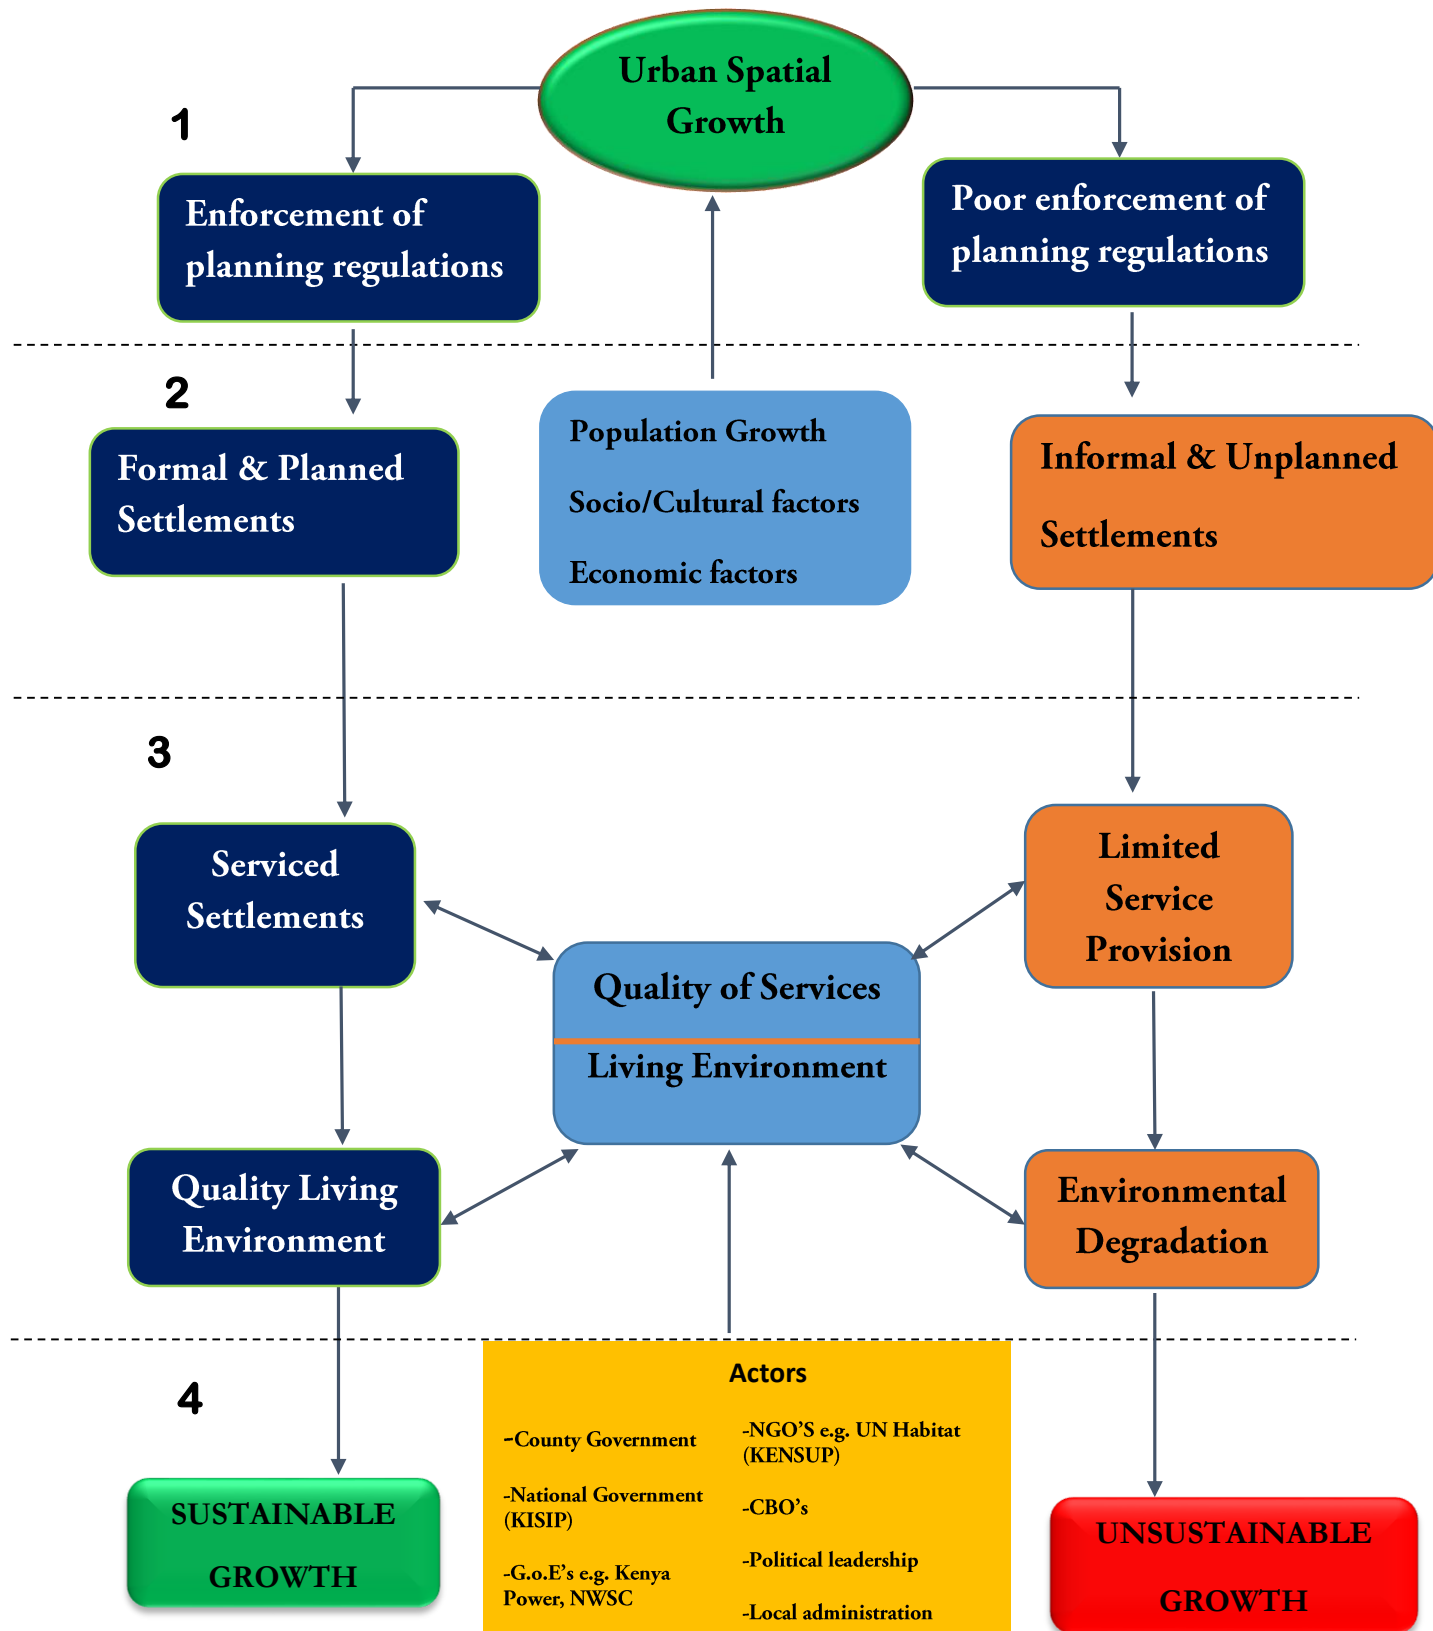 Urban Spatial
Growth
1
Enforcement of
planning regulations
Poor enforcement of
planning regulations
2
Formal & Planned
Settlements
Population Growth
Socio/Cultural factors
Economic factors
Informal & Unplanned
Settlements
3
Serviced
Settlements
Limited
Service
Provision
Quality of Services
Living Environment
Quality Living
Environment
Environmental
Degradation
4
SUSTAINABLE
GROWTH
Actors
-County Government
-National Government
(KISIP)
-G.o.E’s e.g. Kenya
Power, NWSC
-NGO’S e.g. UN Habitat
(KENSUP)
-CBO’s
-Political leadership
-Local administration
UNSUSTAINABLE
GROWTH